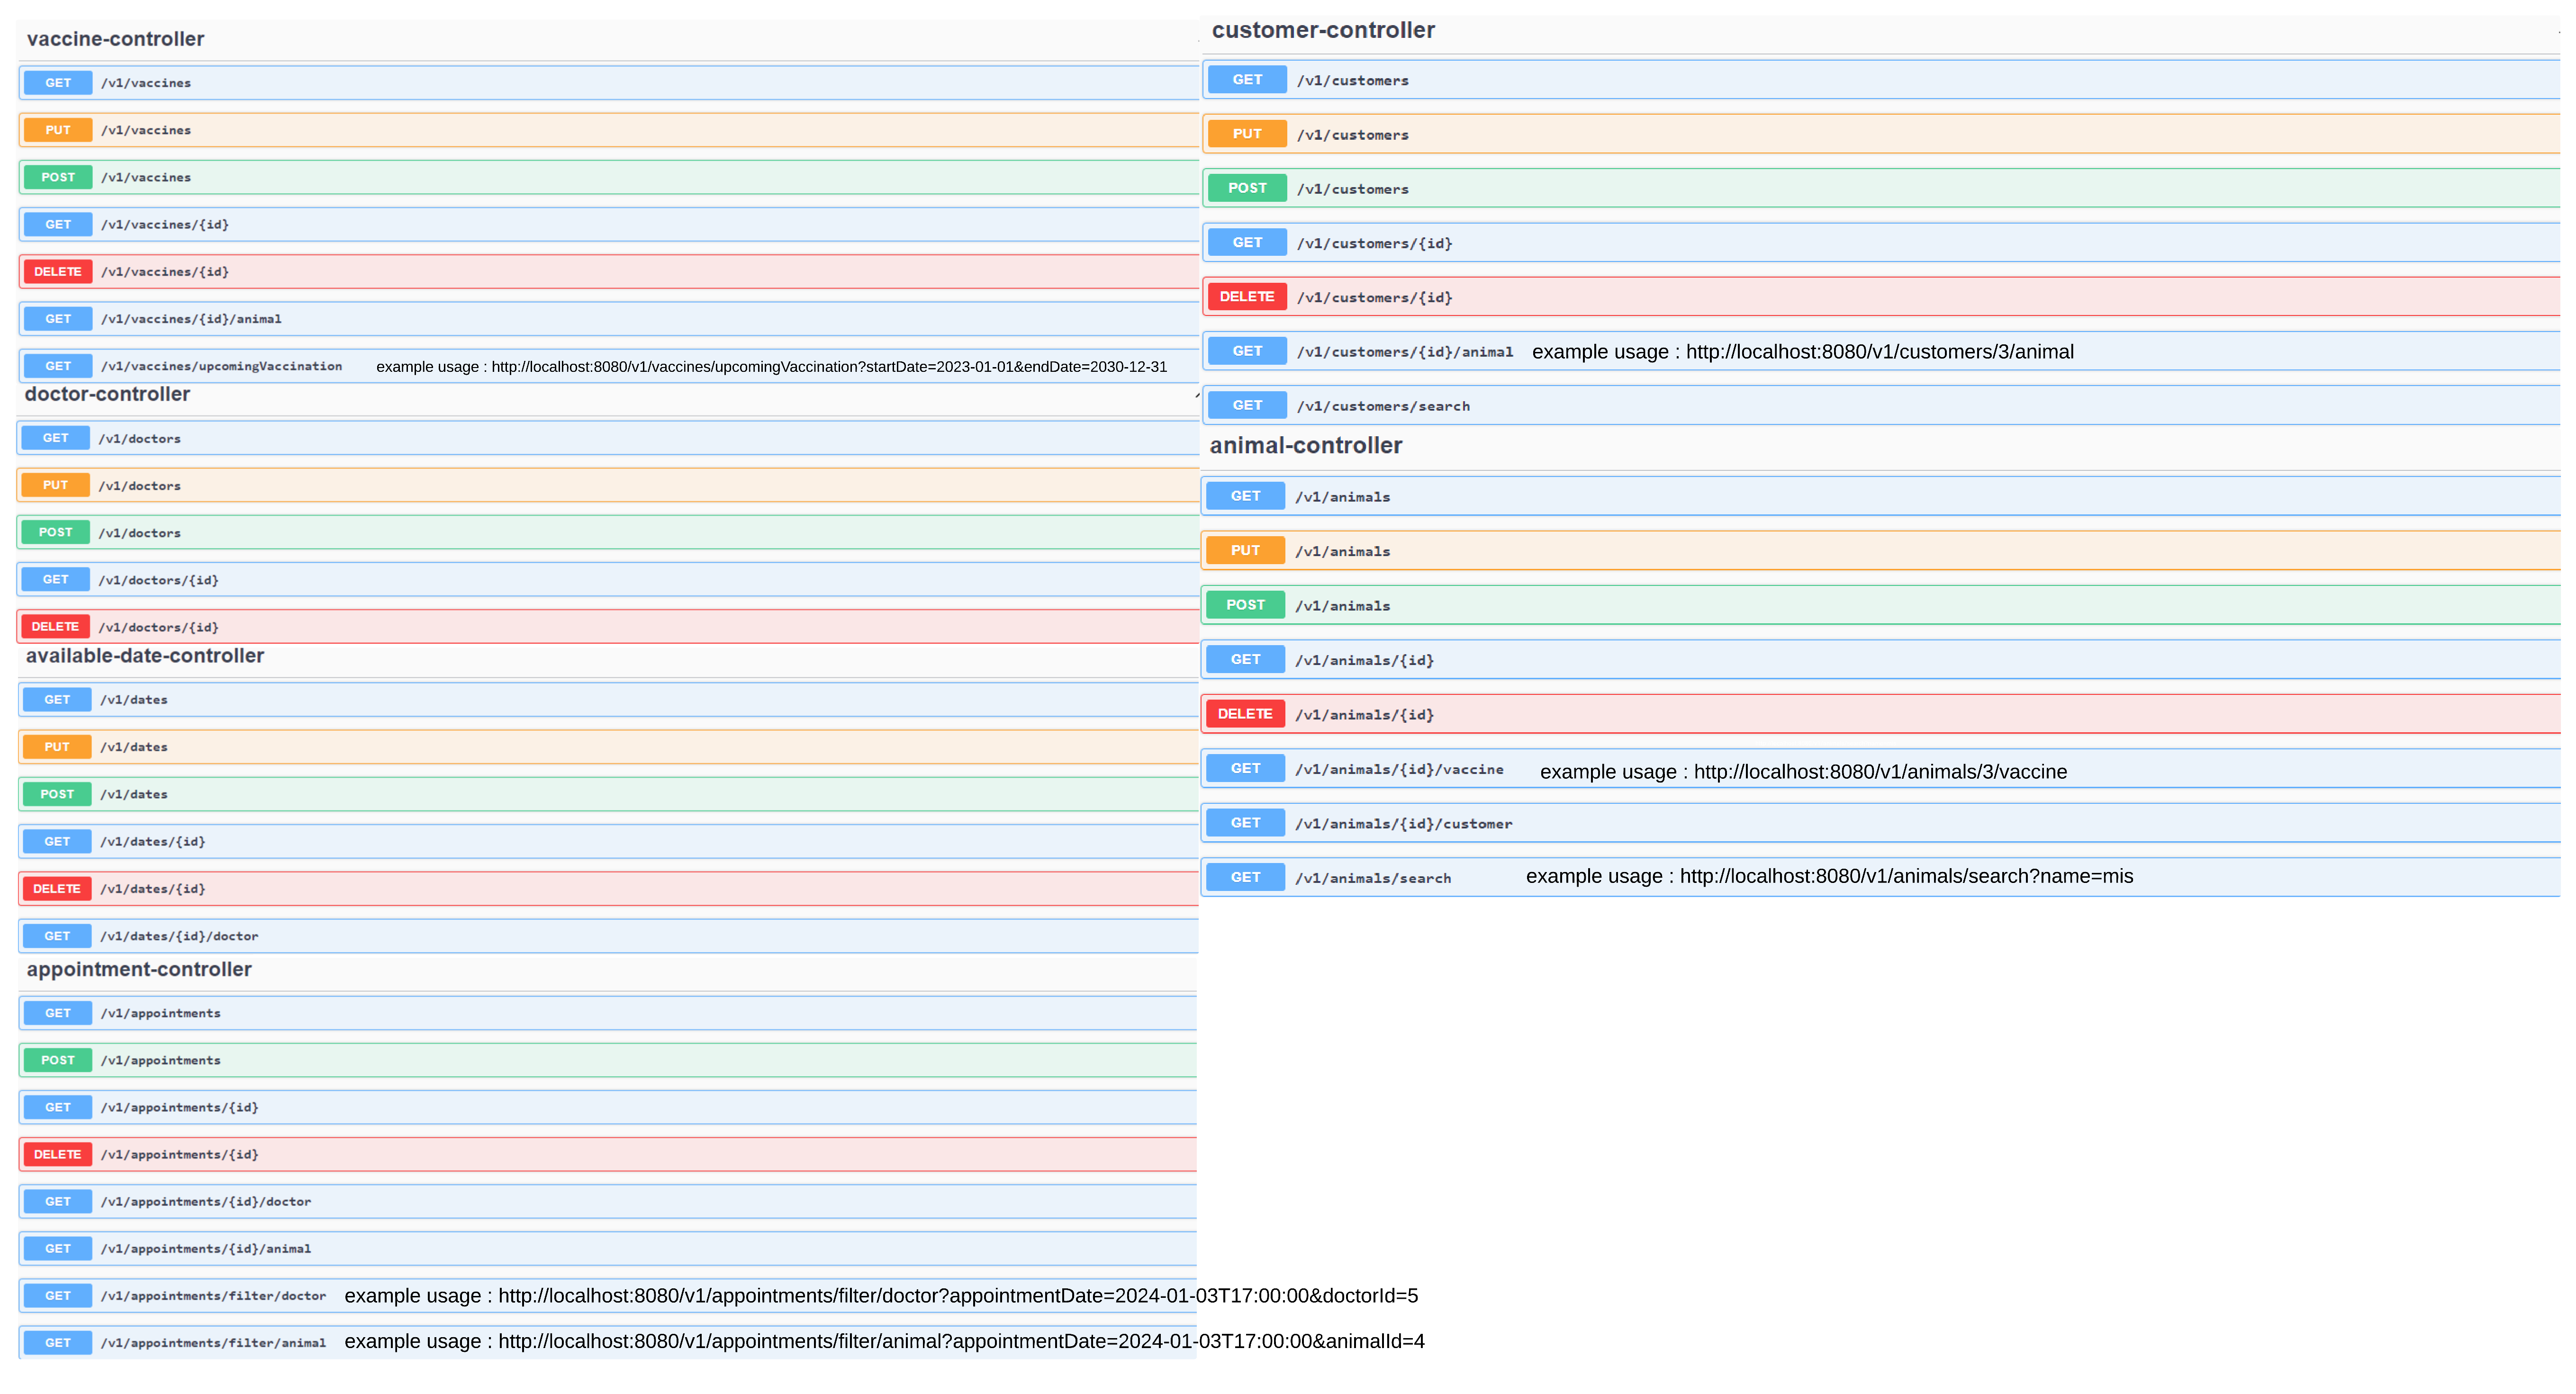 vaccine-controller
GET /v1/vaccines
PUT /v1/vaccines
POST /v1/vaccines
GET /v1/vaccines/{id}
DELETE /v1/vaccines/{id}
GET /v1/vaccines/{id}/animal
GET /v1/vaccines/upcomingVaccination example usage : http://localhost:8080/v1/vaccines/upcomingVaccination?startDate=2023-01-01&endDate=2030-12-31
doctor-controller
GET /v1/doctors
PUT /v1/doctors
POST /v1/doctors
GET /v1/doctors/{id}
DELETE /v1/doctors/{id}
available-date-controller
GET /v1/dates
PUT /v1/dates
POST /v1/dates
GET /v1/dates/{id}
DELETE /v1/dates/{id}
GET /v1/dates/{id}/doctor
appointment-controller
GET /v1/appointments
POST /v1/appointments
GET /v1/appointments/{id}
DELETE /v1/appointments/{id}
GET /v1/appointments/{id}/doctor
GET /v1/appointments/{id}/animal
GET /v1/appointments/filter/doctor example usage : http://localhost:8080/v1/appointments/filter/doctor?appointmentDate=2024-01-03T17:00:00&doctorId=5
GET /v1/appointments/filter/animal example usage : http://localhost:8080/v1/appointments/filter/animal?appointmentDate=2024-01-03T17:00:00&animalId=4
customer-controller
GET /v1/customers
PUT /v1/customers
POST /v1/customers
GET /v1/customers/{id}
DELETE /v1/customers/{id}
GET /v1/customers/{id}/animal example usage : http://localhost:8080/v1/customers/3/animal
GET /v1/customers/search
animal-controller
GET /v1/animals
PUT /v1/animals
POST /v1/animals
GET /v1/animals/{id}
DELETE /v1/animals/{id}
GET /v1/animals/{id}/vaccine example usage : http://localhost:8080/v1/animals/3/vaccine
GET /v1/animals/{id}/customer
GET /v1/animals/search example usage : http://localhost:8080/v1/animals/search?name=mis